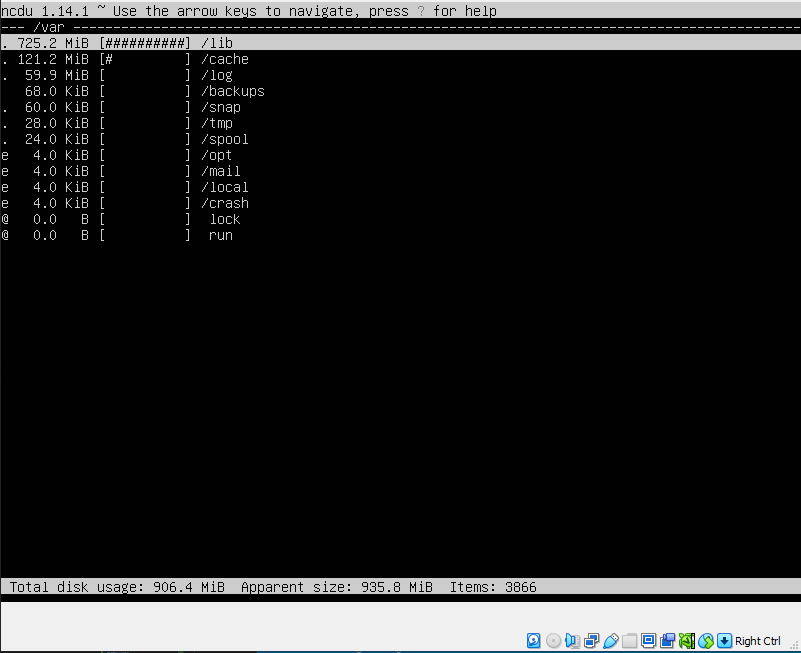 ncdu 1.14.1 ~ Use the arrow keys to navigate, press ? for help
--- /var ---------------------------------------------------------------------------------------------
. 725.2 MiB [##########] /lib
. 121.2 MiB [#         ] /cache
.  59.9 MiB [          ] /log
   68.0 KiB [          ] /backups
.  60.0 KiB [          ] /snap
.  28.0 KiB [          ] /tmp
.  24.0 KiB [          ] /spool
e   4.0 KiB [          ] /opt
e   4.0 KiB [          ] /mail
e   4.0 KiB [          ] /local
e   4.0 KiB [          ] /crash
@   0.0   B [          ]  lock
@   0.0   B [          ]  run
Total disk usage: 906.4 MiB  Apparent size: 935.8 MiB  Items: 3866
Right Ctrl